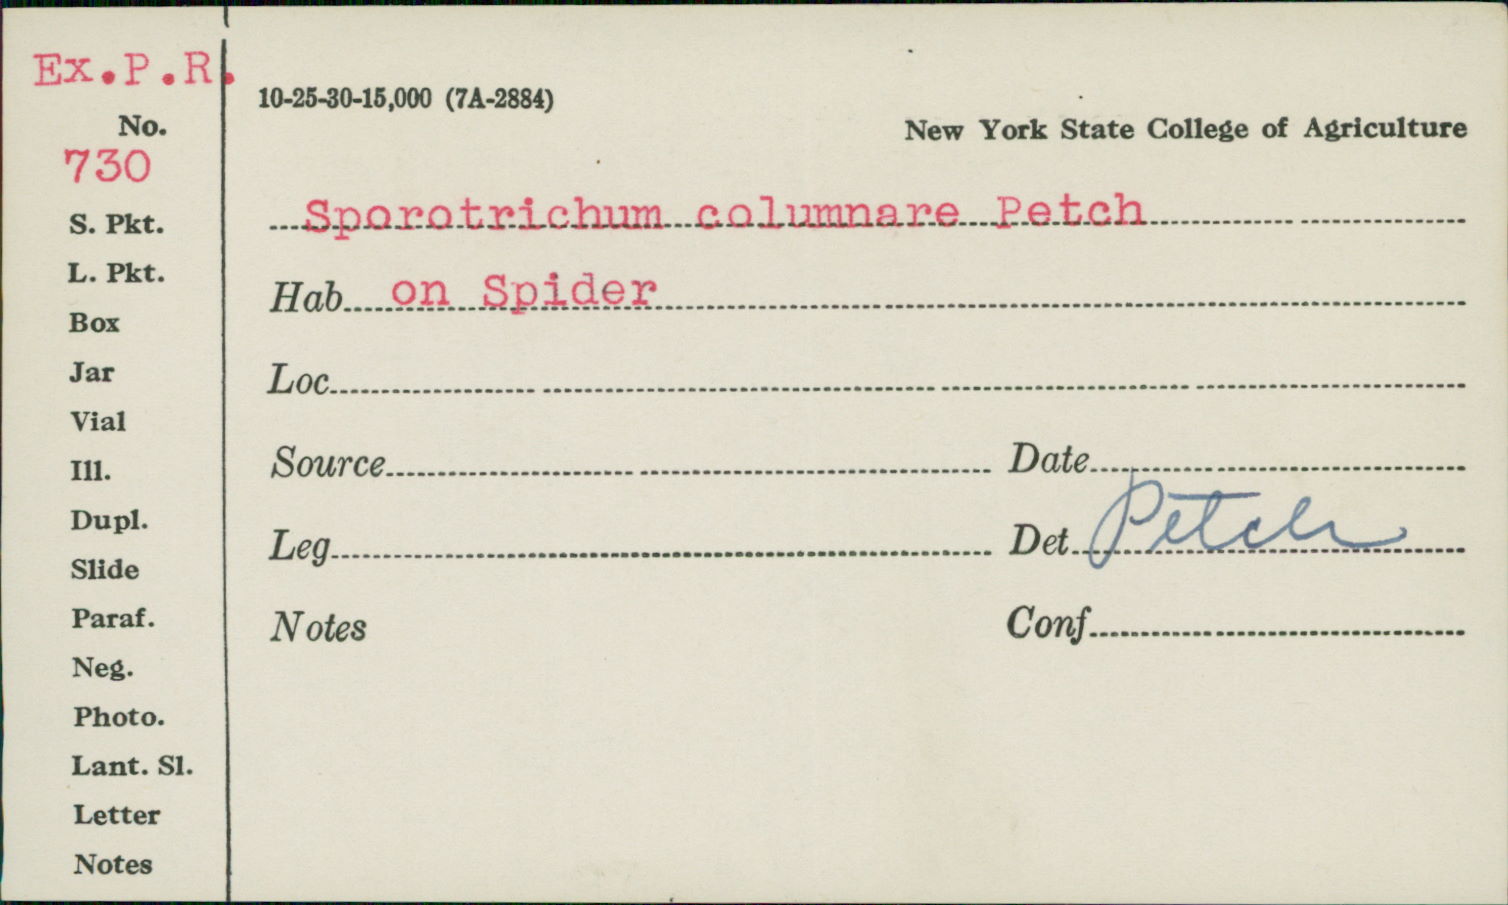 Ex.P.R.
No.
730
S. Pkt.
L. Pkt.
Box
Jar
Vial
Ill.
Dupl.
Slide
Paraf.
Neg.
Photo.
Lant. Sl.
Letter
Notes
10-25-30-15,000 (7A-2884)
New York State College of Agriculture
Sporotrichum columnare Petch
Hab on Spider
Loc
Source
Date
Leg
Det Petch
Notes
Conf